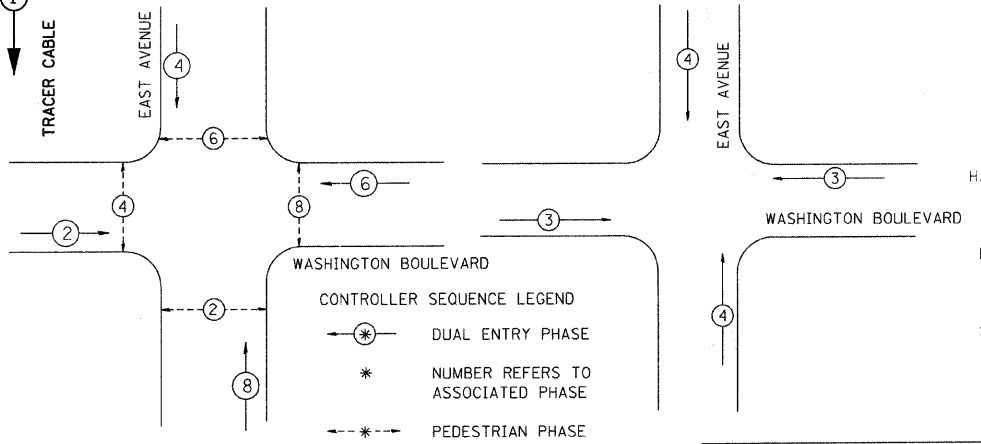 1
TRACER CABLE
EAST AVENUE
4
6
4
8
6
2
WASHINGTON BOULEVARD
2
8
CONTROLLER SEQUENCE LEGEND
* DUAL ENTRY PHASE
* NUMBER REFERS TO
ASSOCIATED PHASE
* PEDESTRIAN PHASE
4
EAST AVENUE
3
H.
3
WASHINGTON BOULEVARD
4